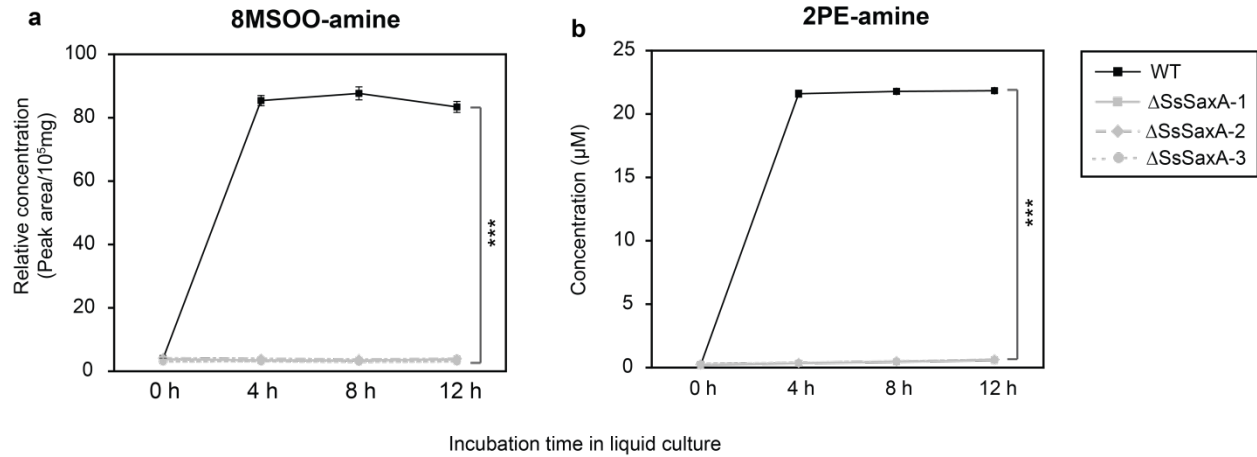 a
8MSOO-amine
Relative concentration
(Peak area/10⁵mg)
100
80
60
40
20
0
0 h 4 h 8 h 12 h
***
b
2PE-amine
Concentration (µM)
25
20
15
10
5
0
0 h 4 h 8 h 12 h
***
WT
ΔSsSaxA-1
ΔSsSaxA-2
ΔSsSaxA-3
Incubation time in liquid culture